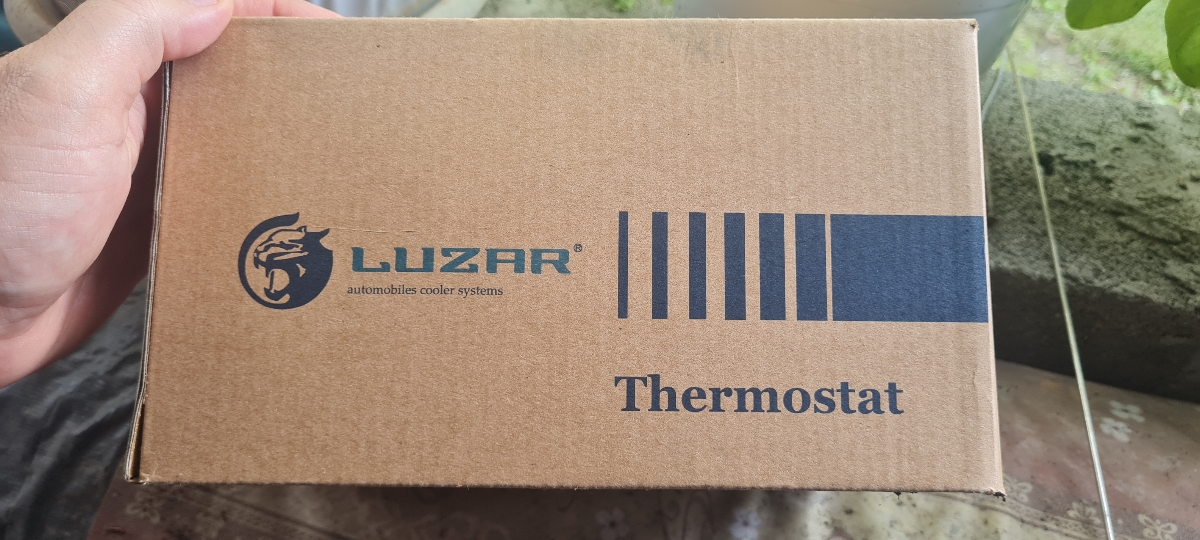 LUZAR®
automobiles cooler systems
Thermostat